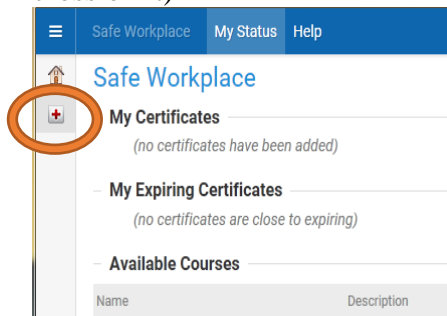 Safe Workplace My Status Help
Safe Workplace
My Certificates
(no certificates have been added)
My Expiring Certificates
(no certificates are close to expiring)
Available Courses
Name Description